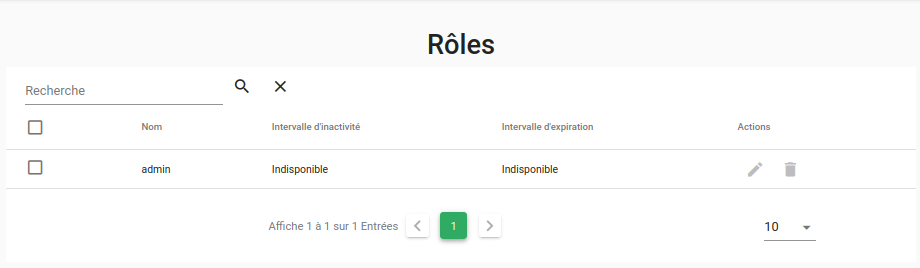 Rôles
Recherche
Nom Intervalle d'inactivité Intervalle d'expiration Actions
admin Indisponible Indisponible
Affiche 1 à 1 sur 1 Entrées 1 10